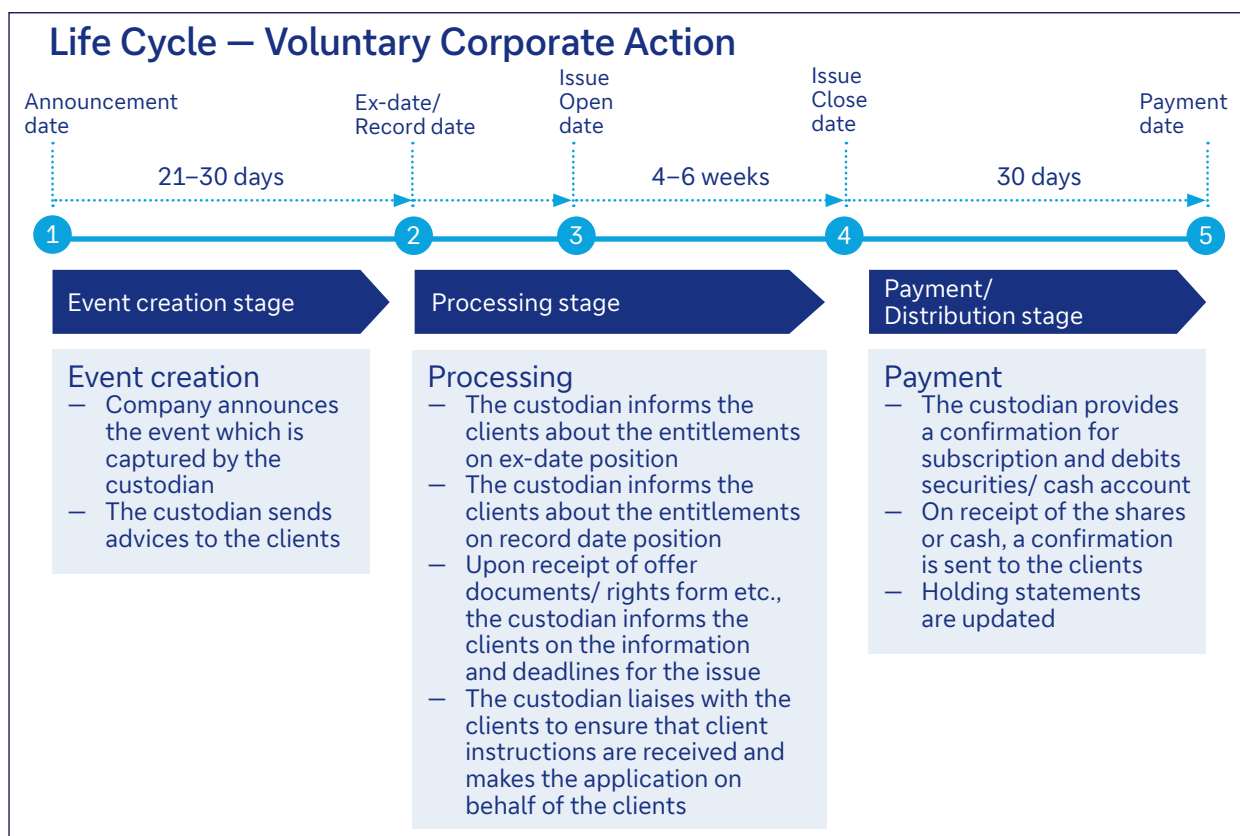 Life Cycle — Voluntary Corporate Action
Announcement
date
Ex-date/
Record date
Issue
Open
date
Issue
Close
date
Payment
date
21–30 days
4–6 weeks
30 days
1
2
3
4
5
Event creation stage
Processing stage
Payment/
Distribution stage
Event creation
— Company announces
the event which is
captured by the
custodian
— The custodian sends
advices to the clients
Processing
— The custodian informs the
clients about the entitlements
on ex-date position
— The custodian informs the
clients about the entitlements
on record date position
— Upon receipt of offer
documents/ rights form etc.,
the custodian informs the
clients on the information
and deadlines for the issue
— The custodian liaises with the
clients to ensure that client
instructions are received and
makes the application on
behalf of the clients
Payment
— The custodian provides
a confirmation for
subscription and debits
securities/ cash account
— On receipt of the shares
or cash, a confirmation
is sent to the clients
— Holding statements
are updated